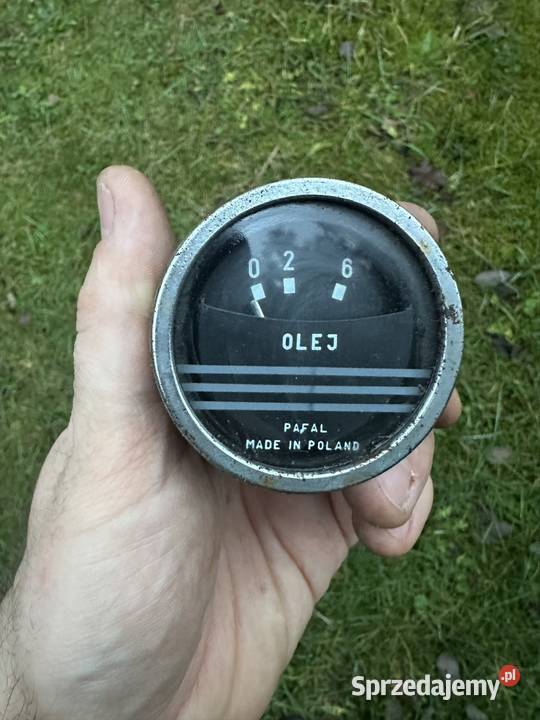 0 2 6
OLEJ
PAFAL
MADE IN POLAND
Sprzedajemy.pl